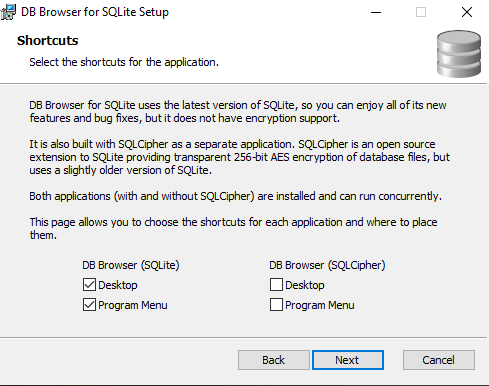 DB Browser for SQLite Setup
Shortcuts
Select the shortcuts for the application.
DB Browser for SQLite uses the latest version of SQLite, so you can enjoy all of its new
features and bug fixes, but it does not have encryption support.
It is also built with SQLCipher as a separate application. SQLCipher is an open source
extension to SQLite providing transparent 256-bit AES encryption of database files, but
uses a slightly older version of SQLite.
Both applications (with and without SQLCipher) are installed and can run concurrently.
This page allows you to choose the shortcuts for each application and where to place
them.
DB Browser (SQLite) DB Browser (SQLCipher)
Desktop Desktop
Program Menu Program Menu
Back Next Cancel